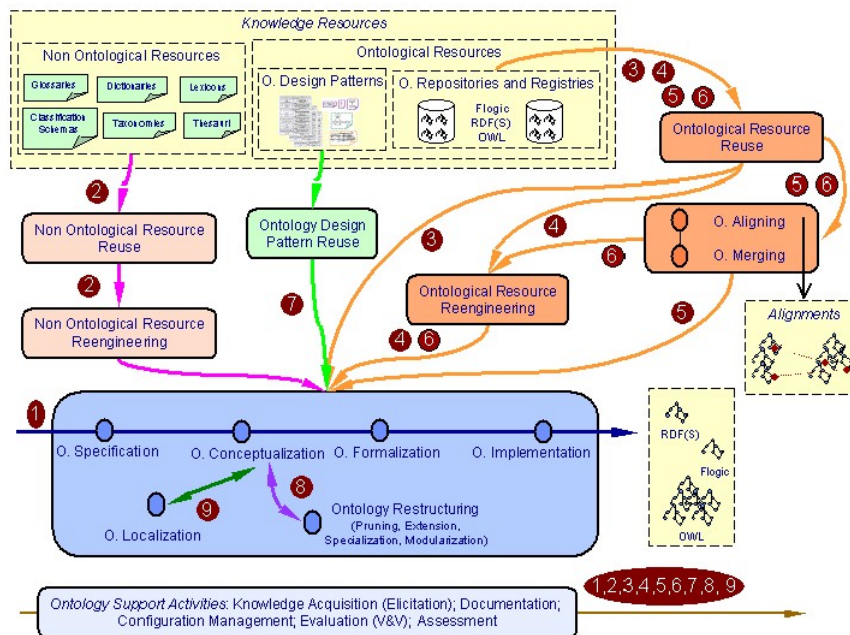 Knowledge Resources
Non Ontological Resources
Glossaries
Dictionaries
Lexicons
Classification
Schemas
Taxonomies
Thesauri
Ontological Resources
O. Design Patterns
O. Repositories and Registries
Flogic
RDF(S)
OWL
3 4
5 6
Ontological Resource
Reuse
5 6
2
Non Ontological Resource
Reuse
2
Non Ontological Resource
Reengineering
Ontology Design
Pattern Reuse
7
3
4
6
O. Aligning
O. Merging
Ontological Resource
Reengineering
4 6
5
Alignments
1
O. Specification
O. Conceptualization
O. Formalization
O. Implementation
9
8
O. Localization
Ontology Restructuring
(Pruning, Extension,
Specialization, Modularization)
RDF(S)
Flogic
OWL
1,2,3,4,5,6,7,8, 9
Ontology Support Activities: Knowledge Acquisition (Elicitation); Documentation;
Configuration Management; Evaluation (V&V); Assessment